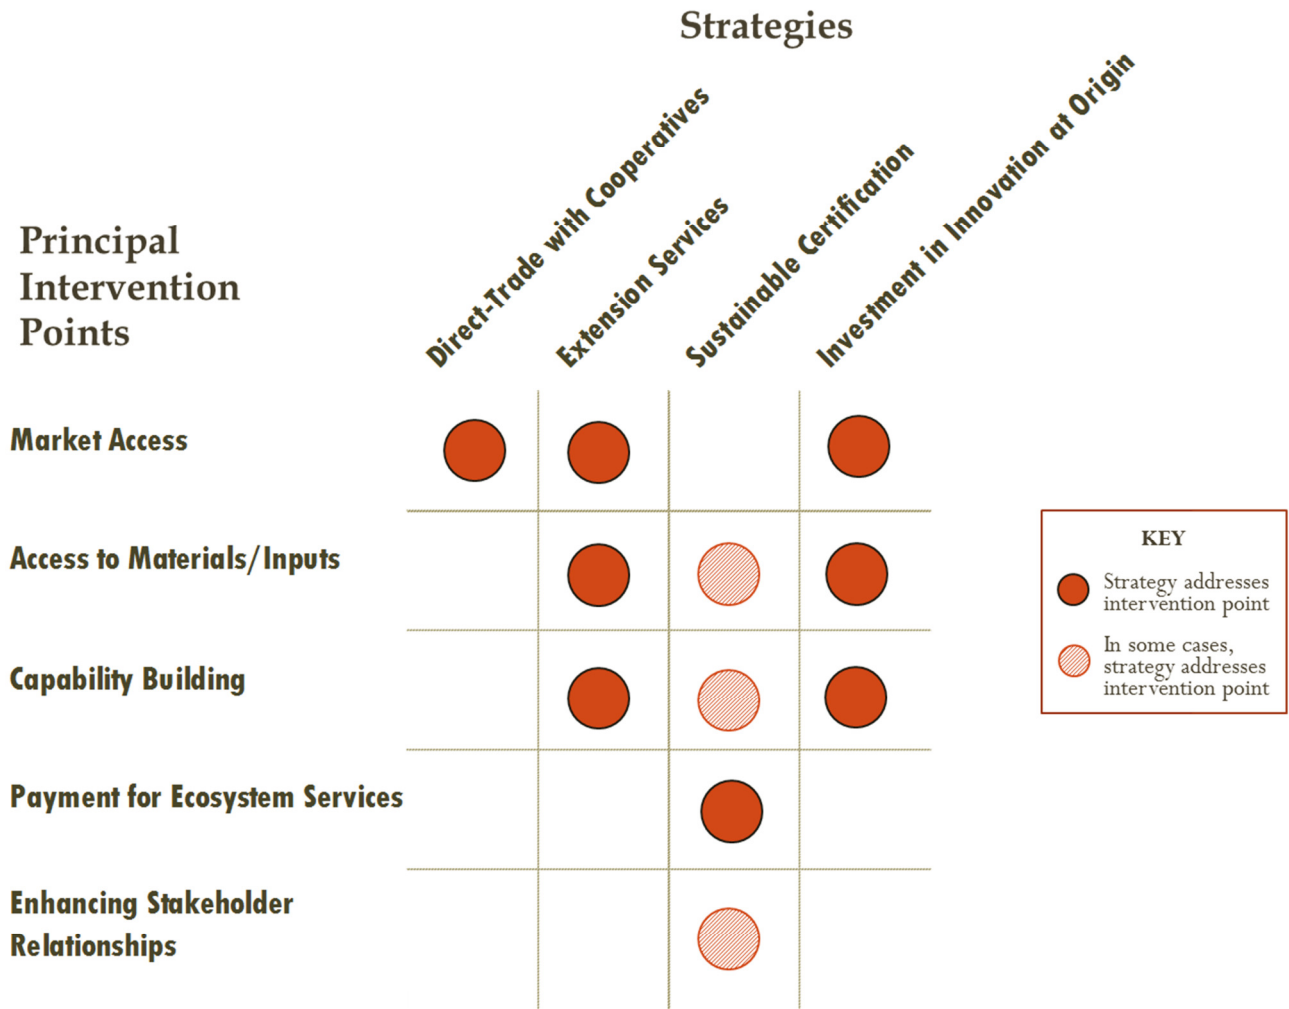 Strategies
Direct-Trade with Cooperatives
Extension Services
Sustainable Certification
Investment in Innovation at Origin
Principal
Intervention
Points
Market Access
Access to Materials/Inputs
Capability Building
Payment for Ecosystem Services
Enhancing Stakeholder
Relationships
KEY
Strategy addresses
intervention point
In some cases,
strategy addresses
intervention point